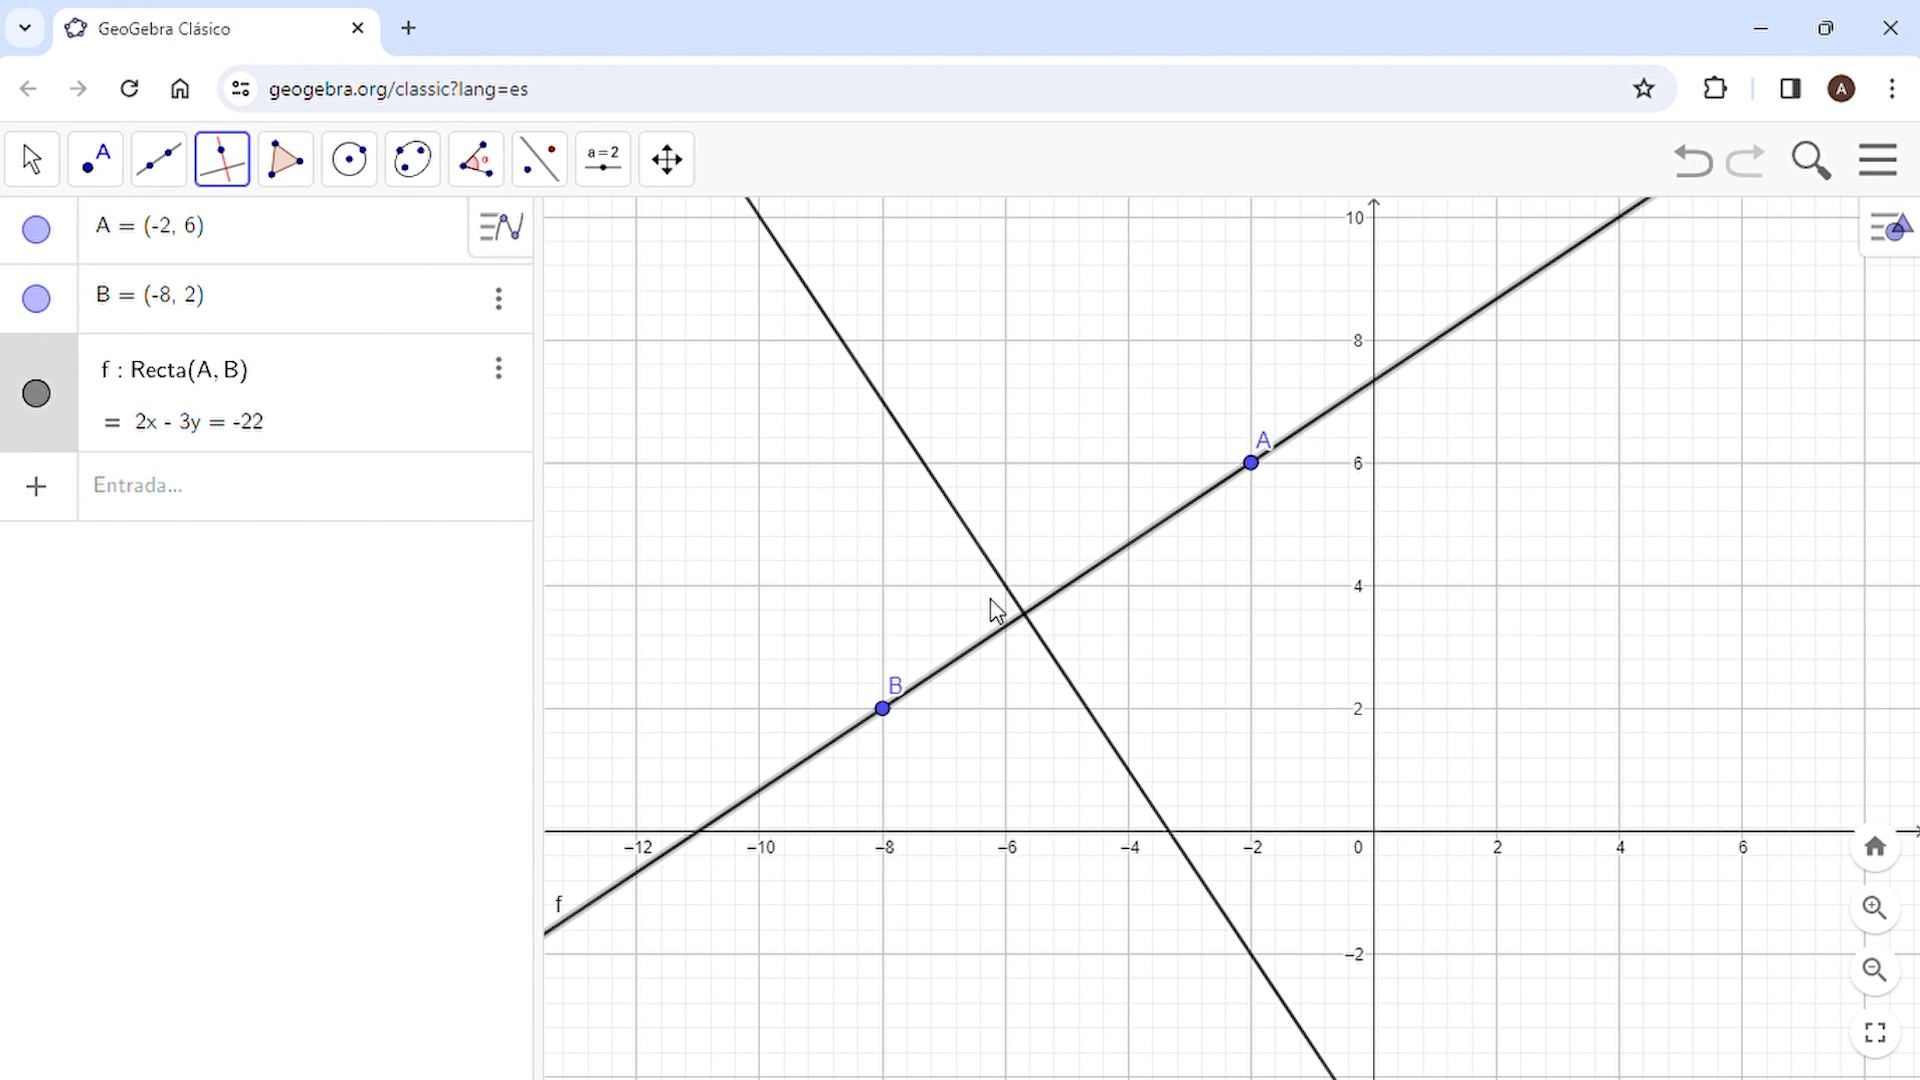 GeoGebra Clásico
geogebra.org/classic?lang=es
A
A
α
a=2
A = (-2, 6)
B = (-8, 2)
f : Recta(A, B)
= 2x - 3y = -22
Entrada...
10
8
A
6
4
B
2
−12 −10 −8 −6 −4 −2 0 2 4 6
f
−2